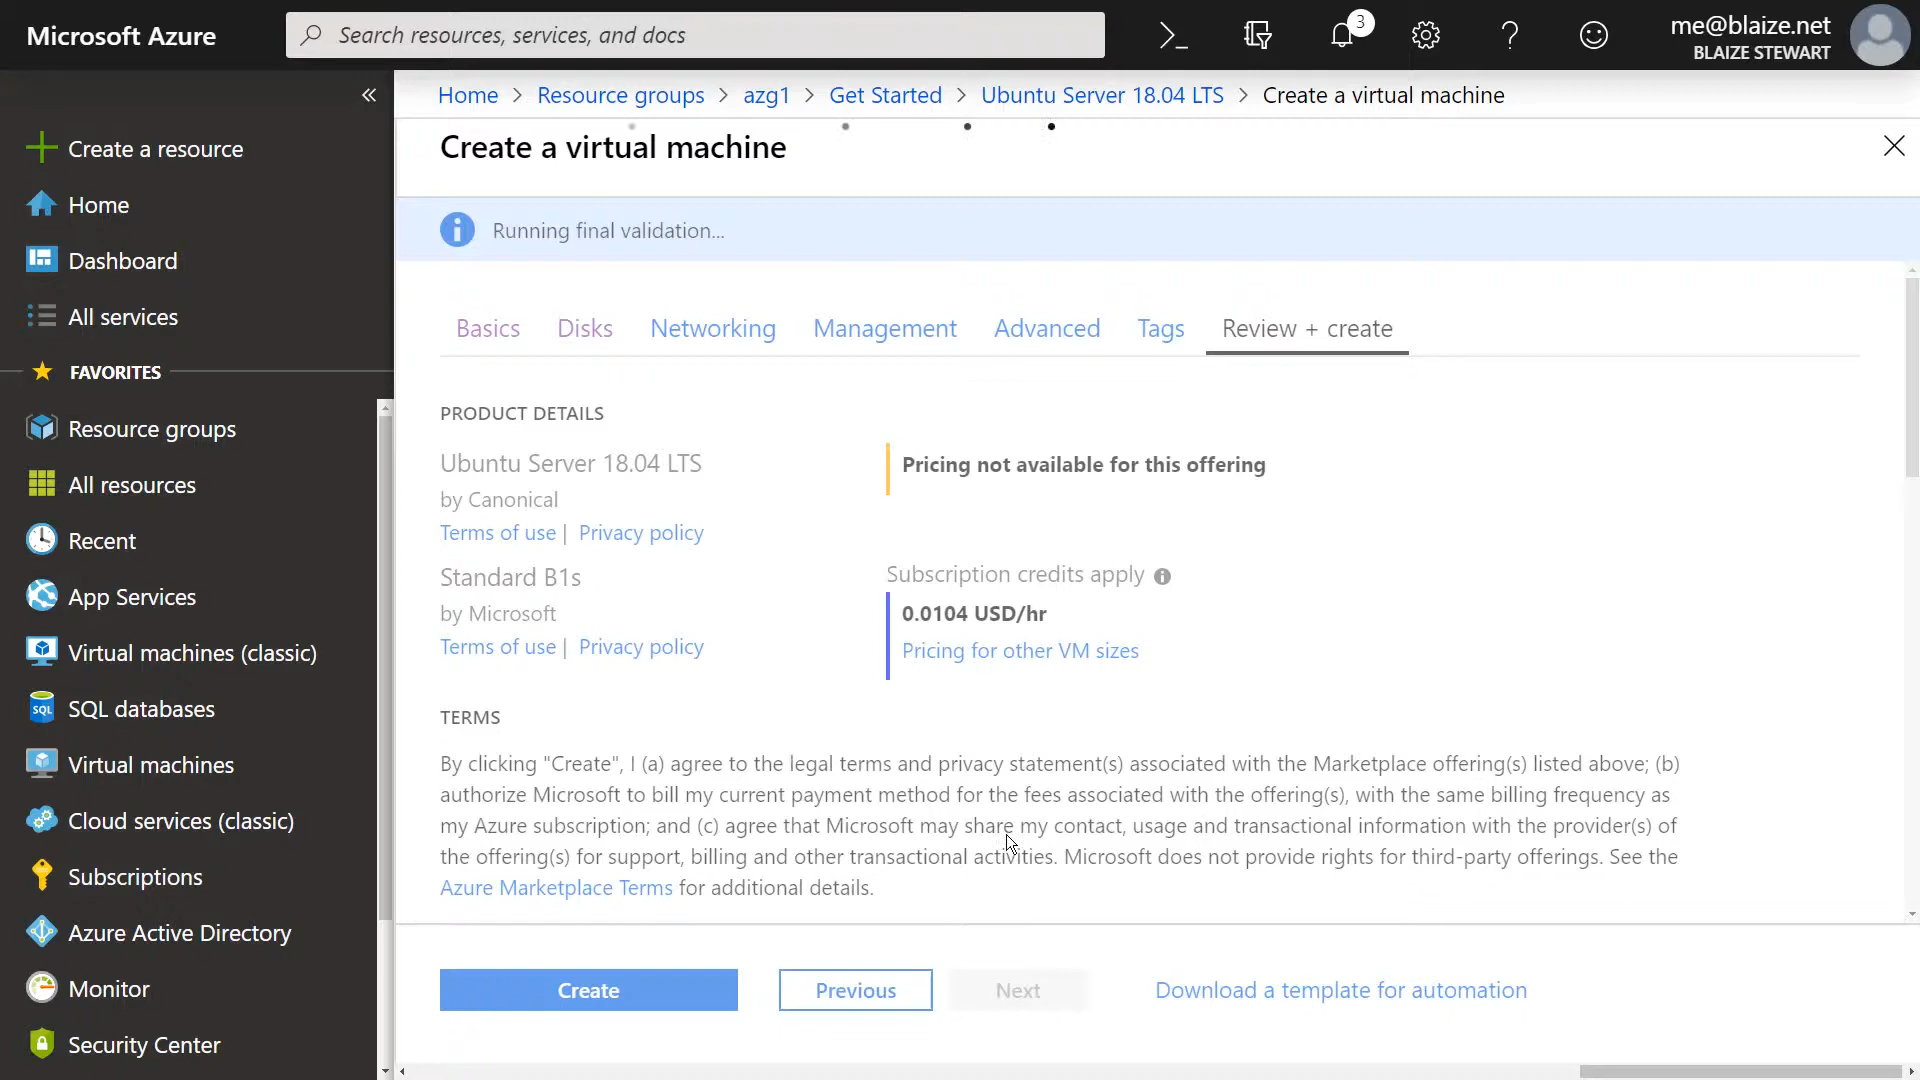 Microsoft Azure
Search resources, services, and docs
3
me@blaize.net
BLAIZE STEWART
Create a resource
Home
Dashboard
All services
FAVORITES
Resource groups
All resources
Recent
App Services
Virtual machines (classic)
SQL
SQL databases
Virtual machines
Cloud services (classic)
Subscriptions
Azure Active Directory
Monitor
Security Center
Home > Resource groups > azg1 > Get Started > Ubuntu Server 18.04 LTS > Create a virtual machine
Create a virtual machine
Running final validation...
Basics Disks Networking Management Advanced Tags Review + create
PRODUCT DETAILS
Ubuntu Server 18.04 LTS
by Canonical
Terms of use | Privacy policy
Pricing not available for this offering
Standard B1s
by Microsoft
Terms of use | Privacy policy
Subscription credits apply
0.0104 USD/hr
Pricing for other VM sizes
TERMS
By clicking "Create", I (a) agree to the legal terms and privacy statement(s) associated with the Marketplace offering(s) listed above; (b)
authorize Microsoft to bill my current payment method for the fees associated with the offering(s), with the same billing frequency as
my Azure subscription; and (c) agree that Microsoft may share my contact, usage and transactional information with the provider(s) of
the offering(s) for support, billing and other transactional activities. Microsoft does not provide rights for third-party offerings. See the
Azure Marketplace Terms for additional details.
Create
Previous
Next
Download a template for automation